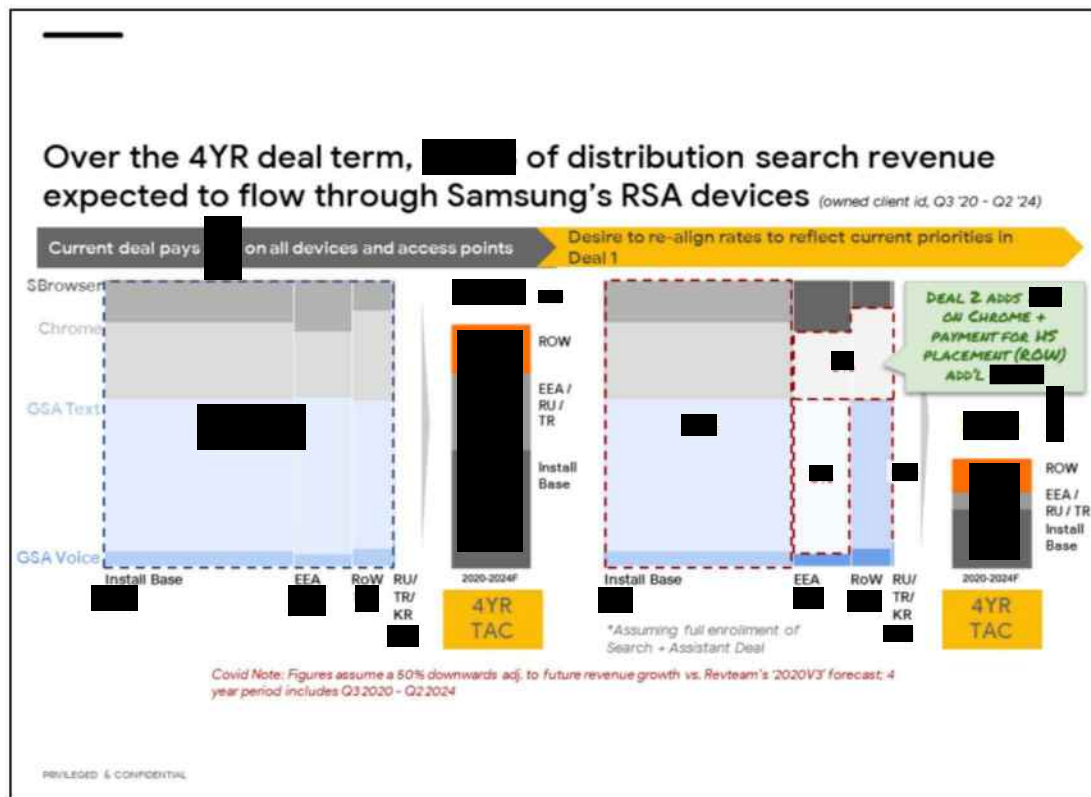 Over the 4YR deal term, of distribution search revenue
expected to flow through Samsung's RSA devices (owned client id, Q3 '20 - Q2 '24)
Current deal pays on all devices and access points
Desire to re-align rates to reflect current priorities in
Deal 1
SBrowser
Chrome
GSA Text
GSA Voice
Install Base
EEA
RoW
RU/
TR/
KR
ROW
EEA /
RU /
TR
Install
Base
2020-2024F
4YR
TAC
DEAL 2 ADDS
ON CHROME +
PAYMENT FOR HS
PLACEMENT (ROW)
ADD'L
Install Base
EEA
RoW
RU/
TR/
KR
*Assuming full enrollment of
Search + Assistant Deal
ROW
EEA /
RU / TR
Install
Base
2020-2024F
4YR
TAC
Covid Note: Figures assume a 50% downwards adj. to future revenue growth vs. Revteam's '2020V3' forecast; 4
year period includes Q3 2020 - Q2 2024
PRIVILEGED & CONFIDENTIAL